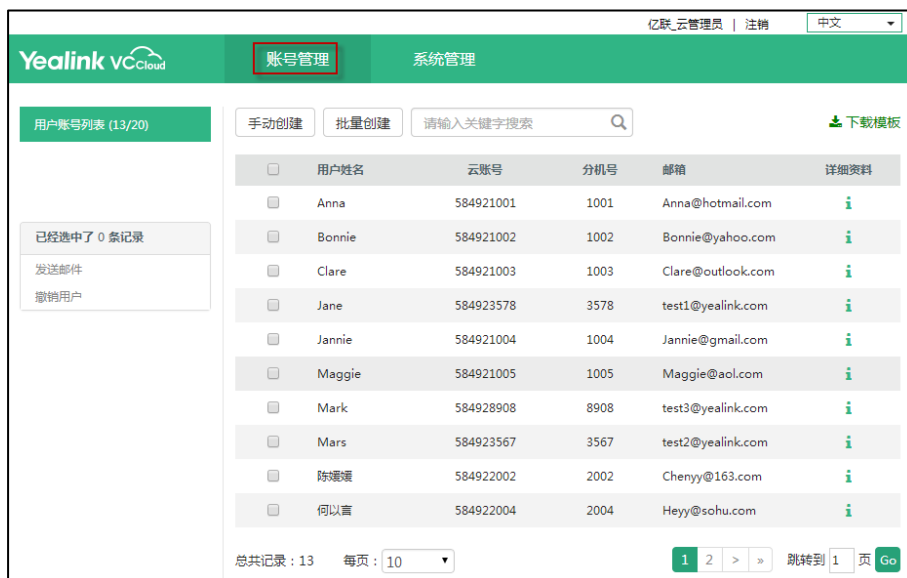 亿联_云管理员 | 注销 中文
Yealink VCCloud 账号管理 系统管理
用户账号列表 (13/20)
手动创建 批量创建 请输入关键字搜索 下载模板
用户姓名 云账号 分机号 邮箱 详细资料
Anna 584921001 1001 Anna@hotmail.com
已经选中了 0 条记录
Bonnie 584921002 1002 Bonnie@yahoo.com
发送邮件
Clare 584921003 1003 Clare@outlook.com
撤销用户
Jane 584923578 3578 test1@yealink.com
Jannie 584921004 1004 Jannie@gmail.com
Maggie 584921005 1005 Maggie@aol.com
Mark 584928908 8908 test3@yealink.com
Mars 584923567 3567 test2@yealink.com
陈媛媛 584922002 2002 Chenyy@163.com
何以言 584922004 2004 Heyy@sohu.com
总共记录：13 每页：10 1 2 > » 跳转到 1 页 Go